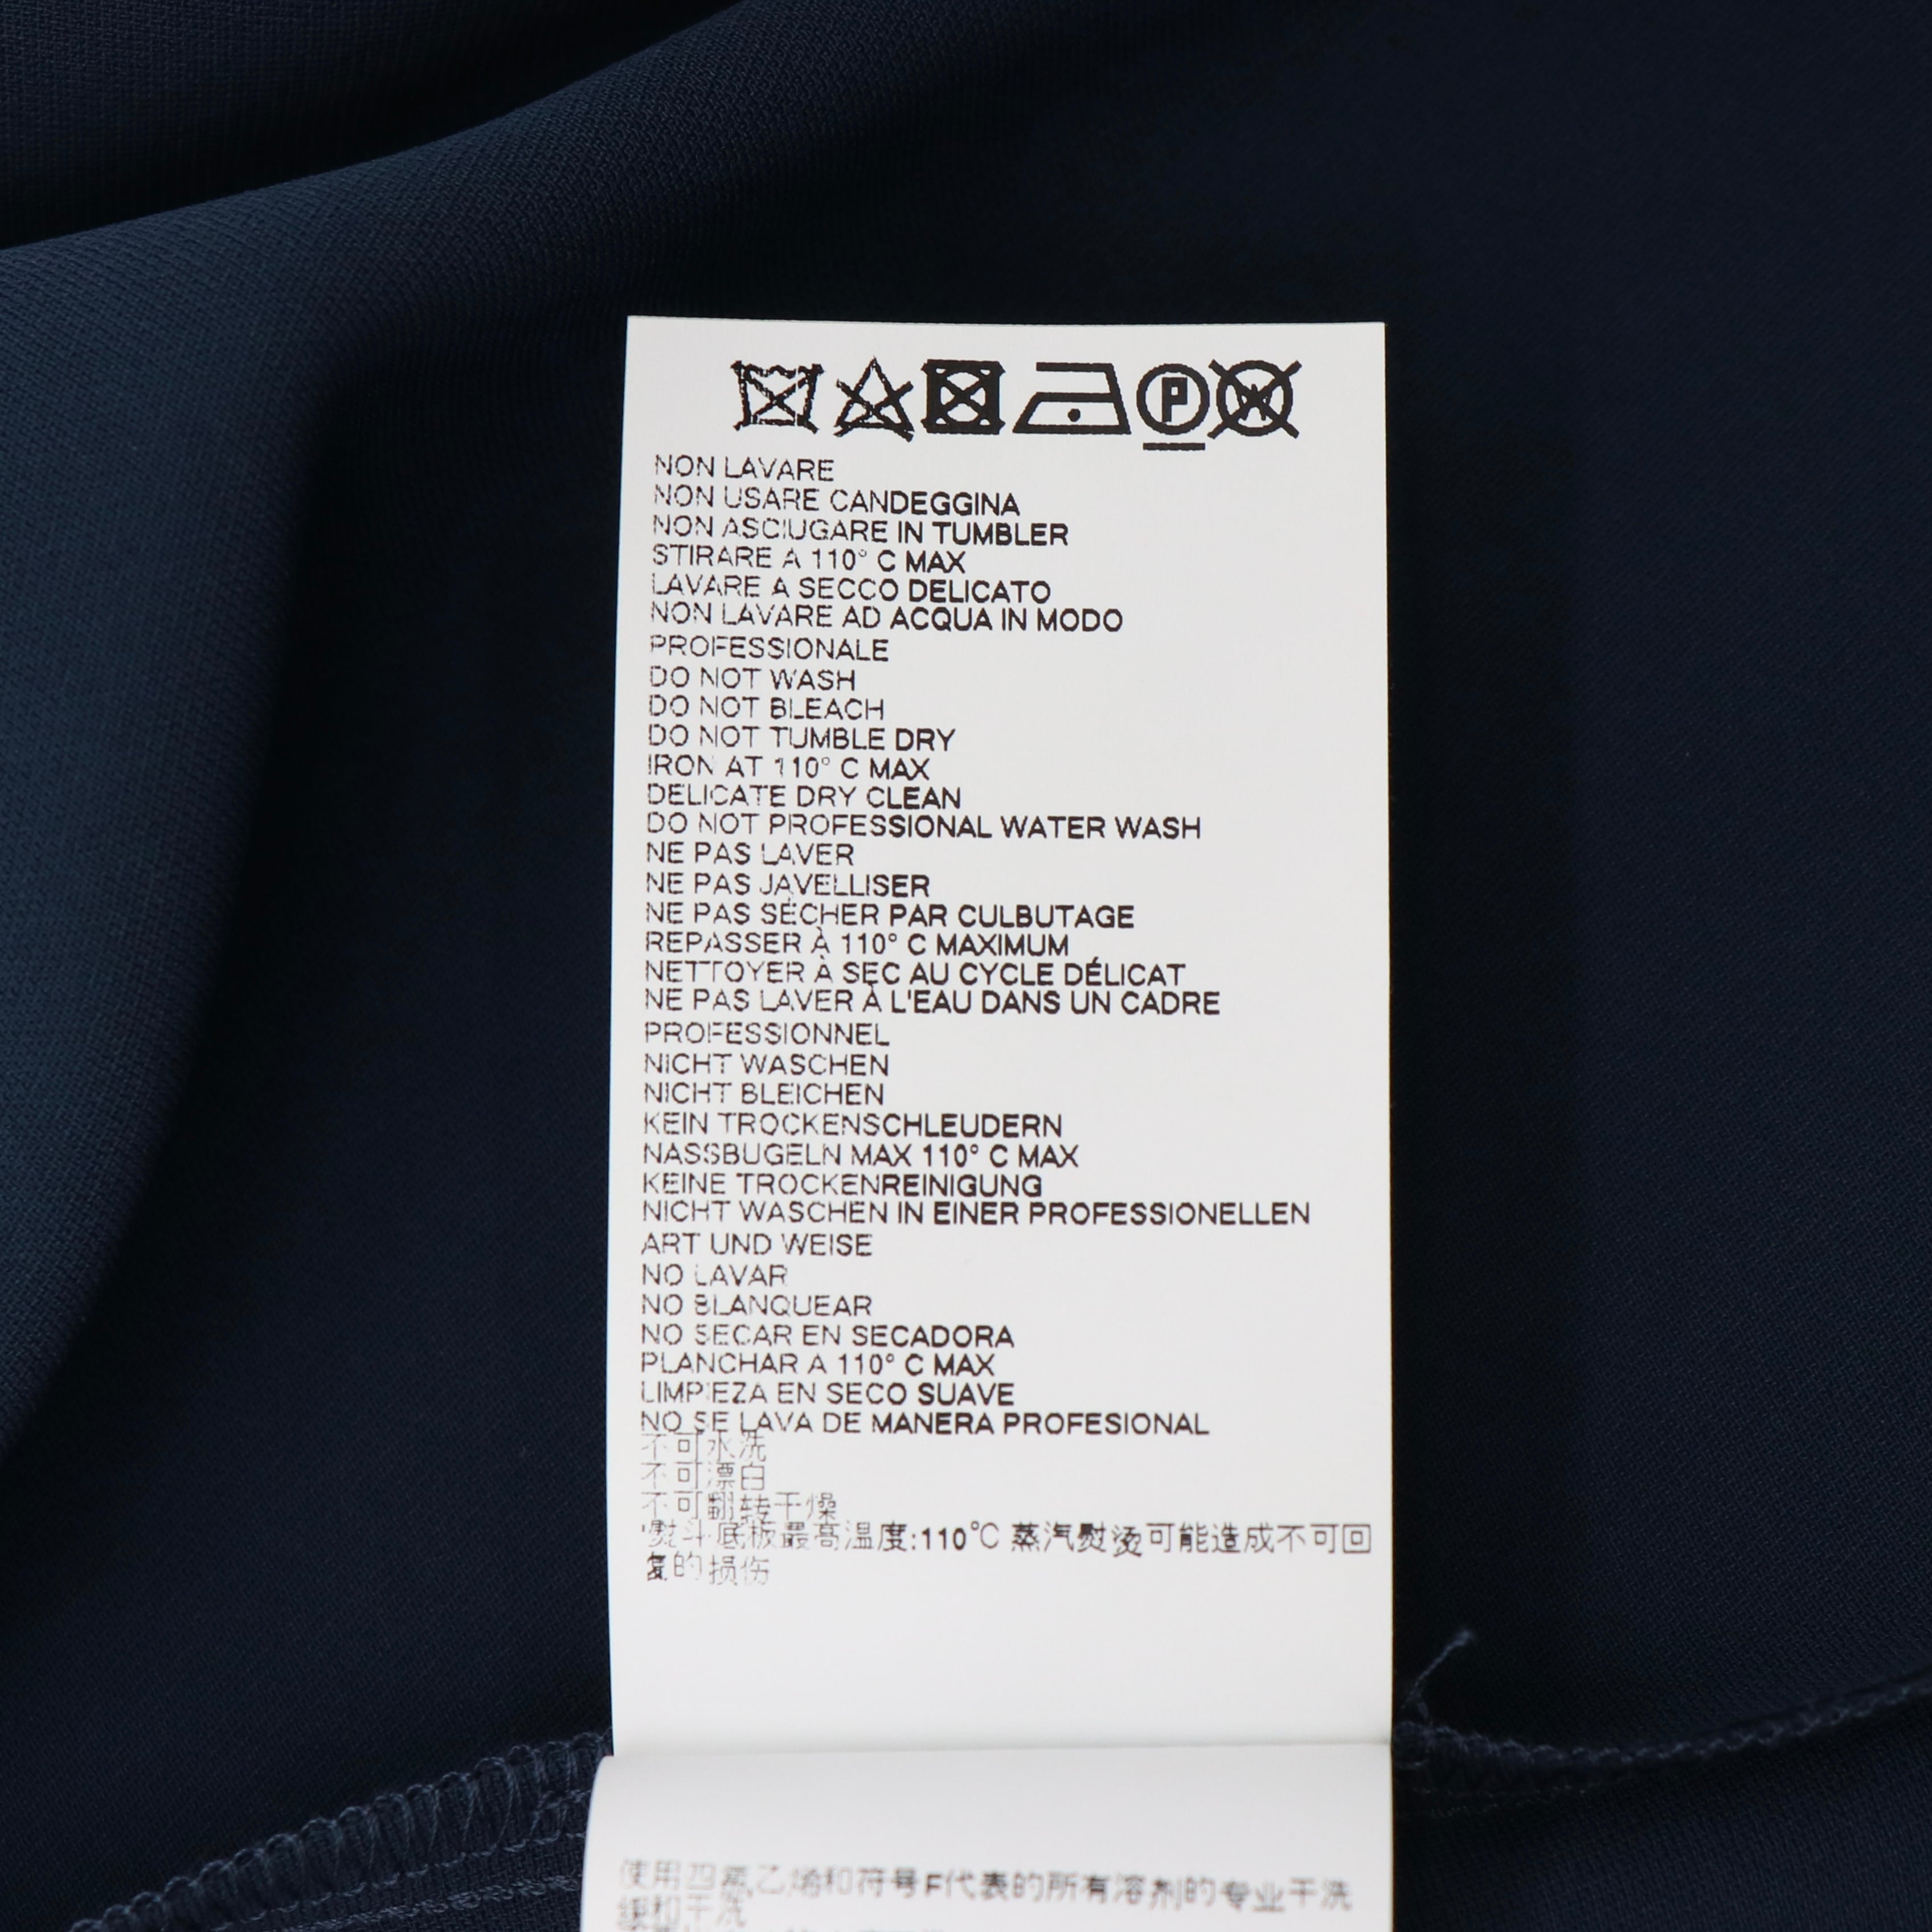 P W
NON LAVARE
NON USARE CANDEGGINA
NON ASCIUGARE IN TUMBLER
STIRARE A 110° C MAX
LAVARE A SECCO DELICATO
NON LAVARE AD ACQUA IN MODO
PROFESSIONALE
DO NOT WASH
DO NOT BLEACH
DO NOT TUMBLE DRY
IRON AT 110° C MAX
DELICATE DRY CLEAN
DO NOT PROFESSIONAL WATER WASH
NE PAS LAVER
NE PAS JAVELLISER
NE PAS SÉCHER PAR CULBUTAGE
REPASSER À 110° C MAXIMUM
NETTOYER À SEC AU CYCLE DÉLICAT
NE PAS LAVER À L'EAU DANS UN CADRE
PROFESSIONNEL
NICHT WASCHEN
NICHT BLEICHEN
KEIN TROCKENSCHLEUDERN
NASSBUGELN MAX 110° C MAX
KEINE TROCKENREINIGUNG
NICHT WASCHEN IN EINER PROFESSIONELLEN
ART UND WEISE
NO LAVAR
NO BLANQUEAR
NO SECAR EN SECADORA
PLANCHAR A 110° C MAX
LIMPIEZA EN SECO SUAVE
NO SE LAVA DE MANERA PROFESIONAL
不可水洗
不可漂白
不可翻转干燥
熨斗底板最高温度:110℃ 蒸汽熨烫可能造成不可回
复的损伤
使用四氯乙烯和符号F代表的所有溶剂的专业干洗
缓和干洗